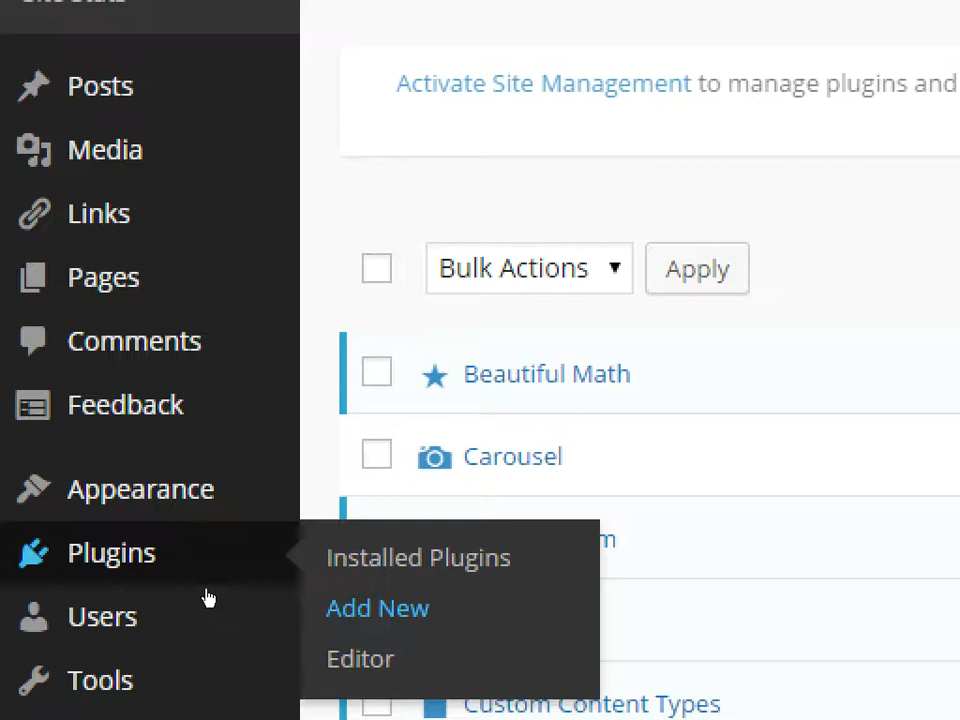 Posts
Media
Links
Pages
Comments
Feedback
Appearance
Plugins
Users
Tools
Installed Plugins
Add New
Editor
Activate Site Management to manage plugins and
Bulk Actions
Apply
Beautiful Math
Carousel
Custom Content Types